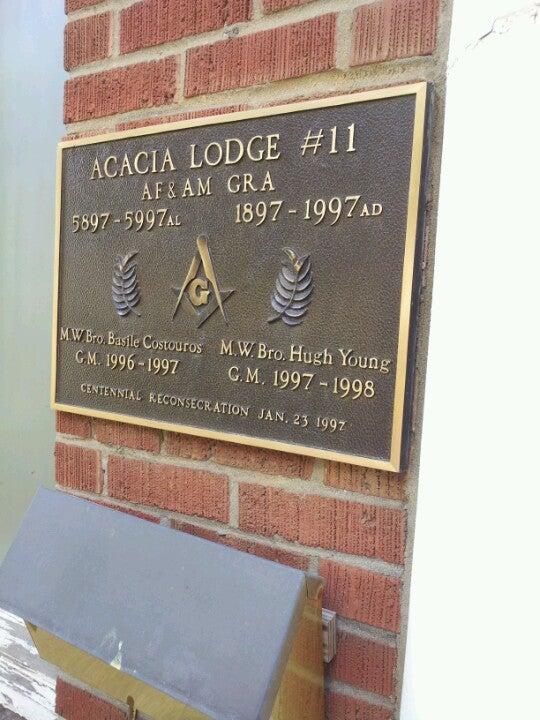 ACACIA LODGE #11
AF & AM GRA
5897-5997AL 1897-1997AD
G
M.W. Bro. Basile Costouros M.W. Bro. Hugh Young
G.M. 1996-1997 G.M. 1997-1998
CENTENNIAL RECONSECRATION JAN. 23 1997